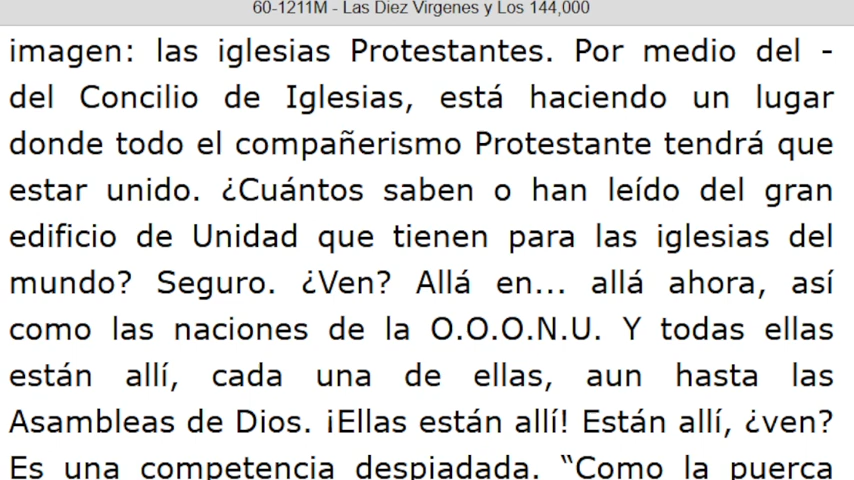 60-1211M - Las Diez Virgenes y Los 144,000
imagen: las iglesias Protestantes. Por medio del -
del Concilio de Iglesias, está haciendo un lugar
donde todo el compañerismo Protestante tendrá que
estar unido. ¿Cuántos saben o han leído del gran
edificio de Unidad que tienen para las iglesias del
mundo? Seguro. ¿Ven? Allá en... allá ahora, así
como las naciones de la O.O.O.N.U. Y todas ellas
están allí, cada una de ellas, aun hasta las
Asambleas de Dios. ¡Ellas están allí! Están allí, ¿ven?
Es una competencia despiadada. “Como la puerca